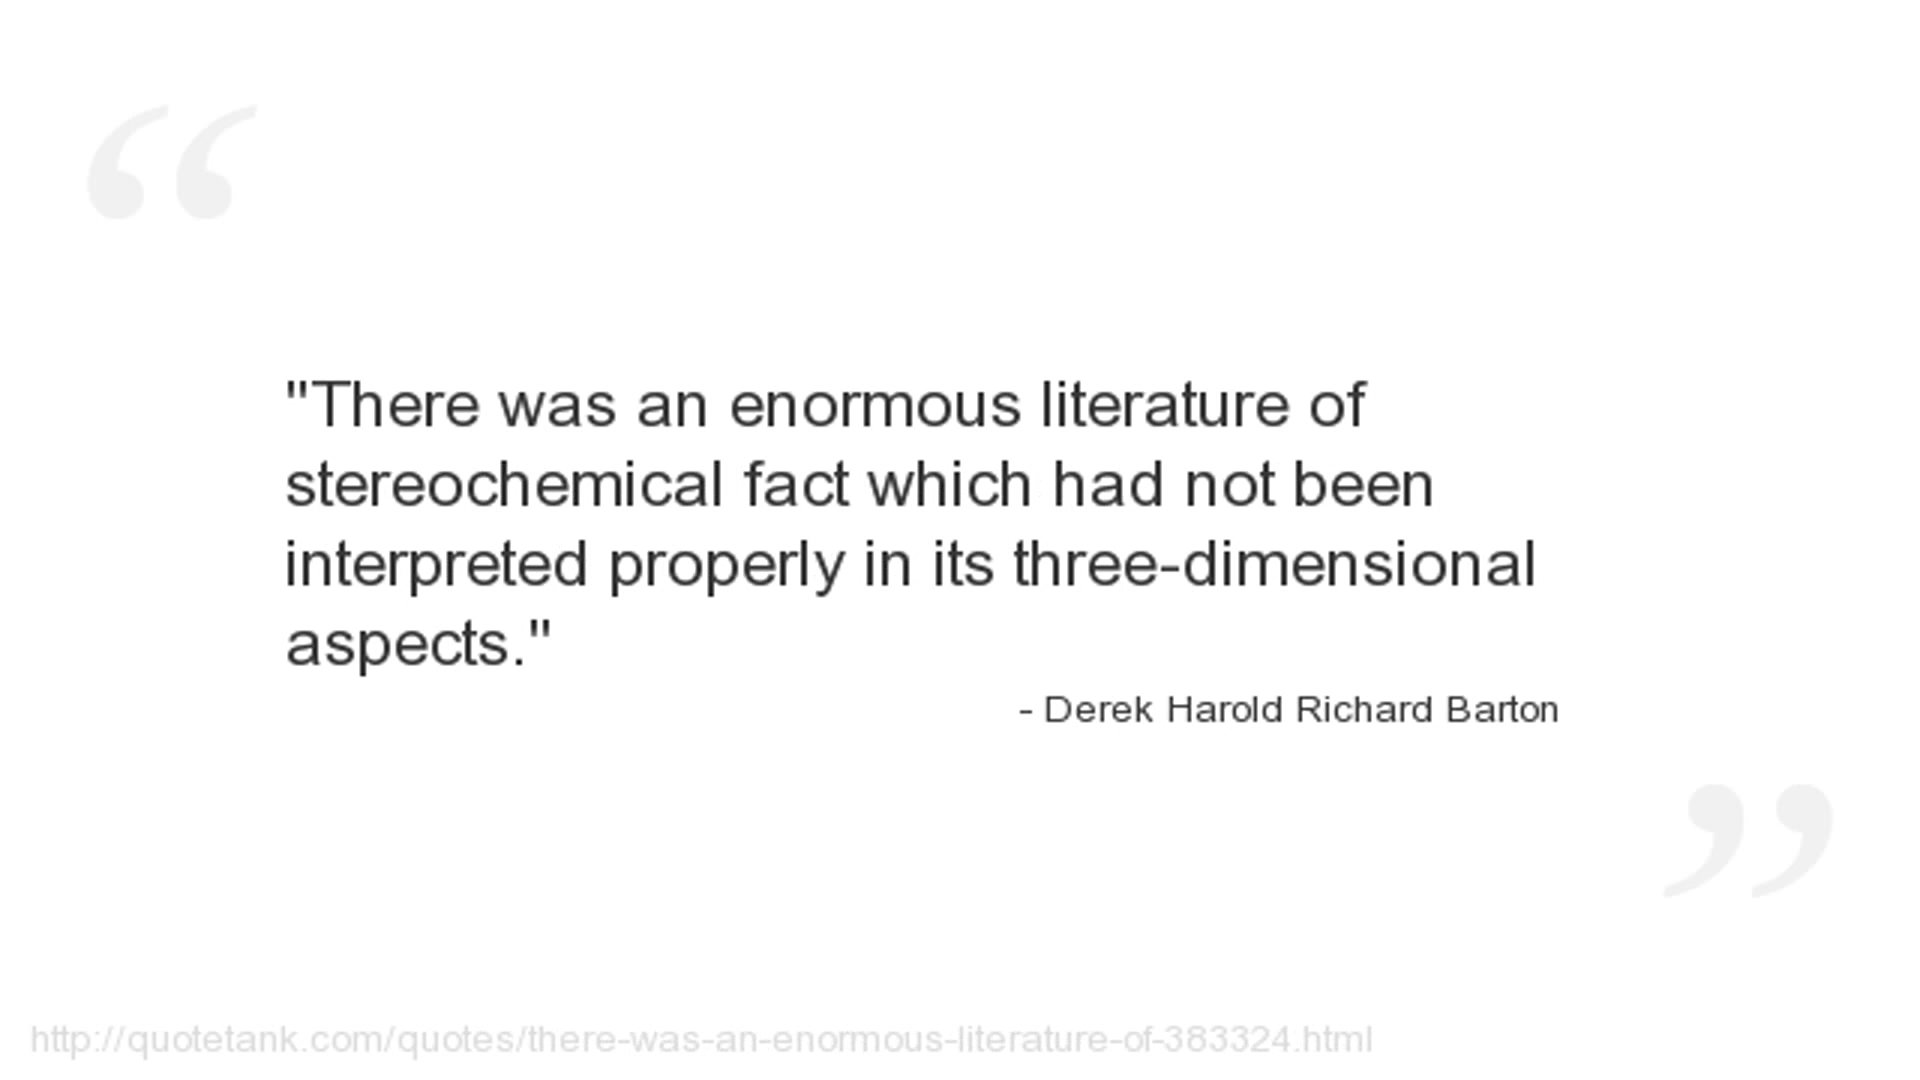 "There was an enormous literature of
stereochemical fact which had not been
interpreted properly in its three-dimensional
aspects."
- Derek Harold Richard Barton
http://quotetank.com/quotes/there-was-an-enormous-literature-of-383324.html